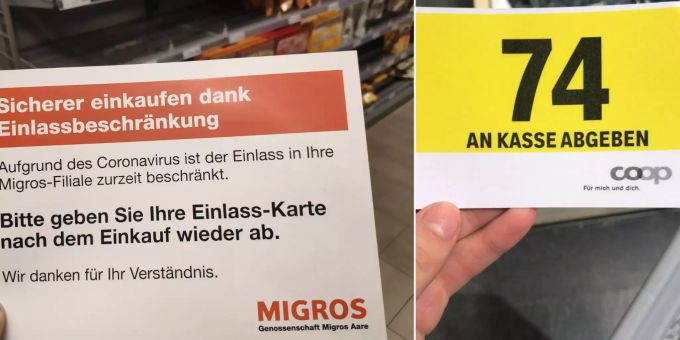 Sicherer einkaufen dank
Einlassbeschränkung
Aufgrund des Coronavirus ist der Einlass in Ihre
Migros-Filiale zurzeit beschränkt.
Bitte geben Sie Ihre Einlass-Karte
nach dem Einkauf wieder ab.
Wir danken für Ihr Verständnis.
MIGROS
Genossenschaft Migros Aare
74
AN KASSE ABGEBEN
coop
Für mich und dich.